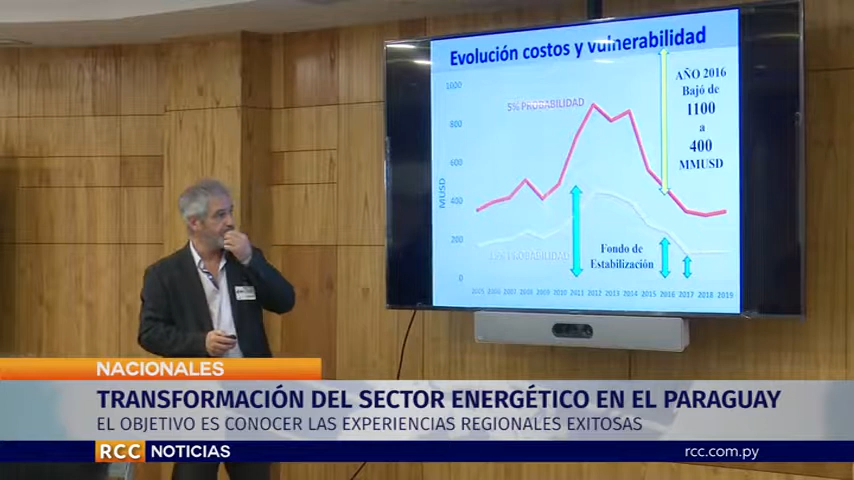 Evolución costos y vulnerabilidad
1000
800
600
400
200
0
MUSD
5% PROBABILIDAD
PROBABILIDAD
AÑO 2016
Bajó de
1100
a
400
MMUSD
Fondo de
Estabilización
2005 2006 2007 2008 2009 2010 2011 2012 2013 2014 2015 2016 2017 2018 2019
NACIONALES
TRANSFORMACIÓN DEL SECTOR ENERGÉTICO EN EL PARAGUAY
EL OBJETIVO ES CONOCER LAS EXPERIENCIAS REGIONALES EXITOSAS
RCC NOTICIAS
rcc.com.py